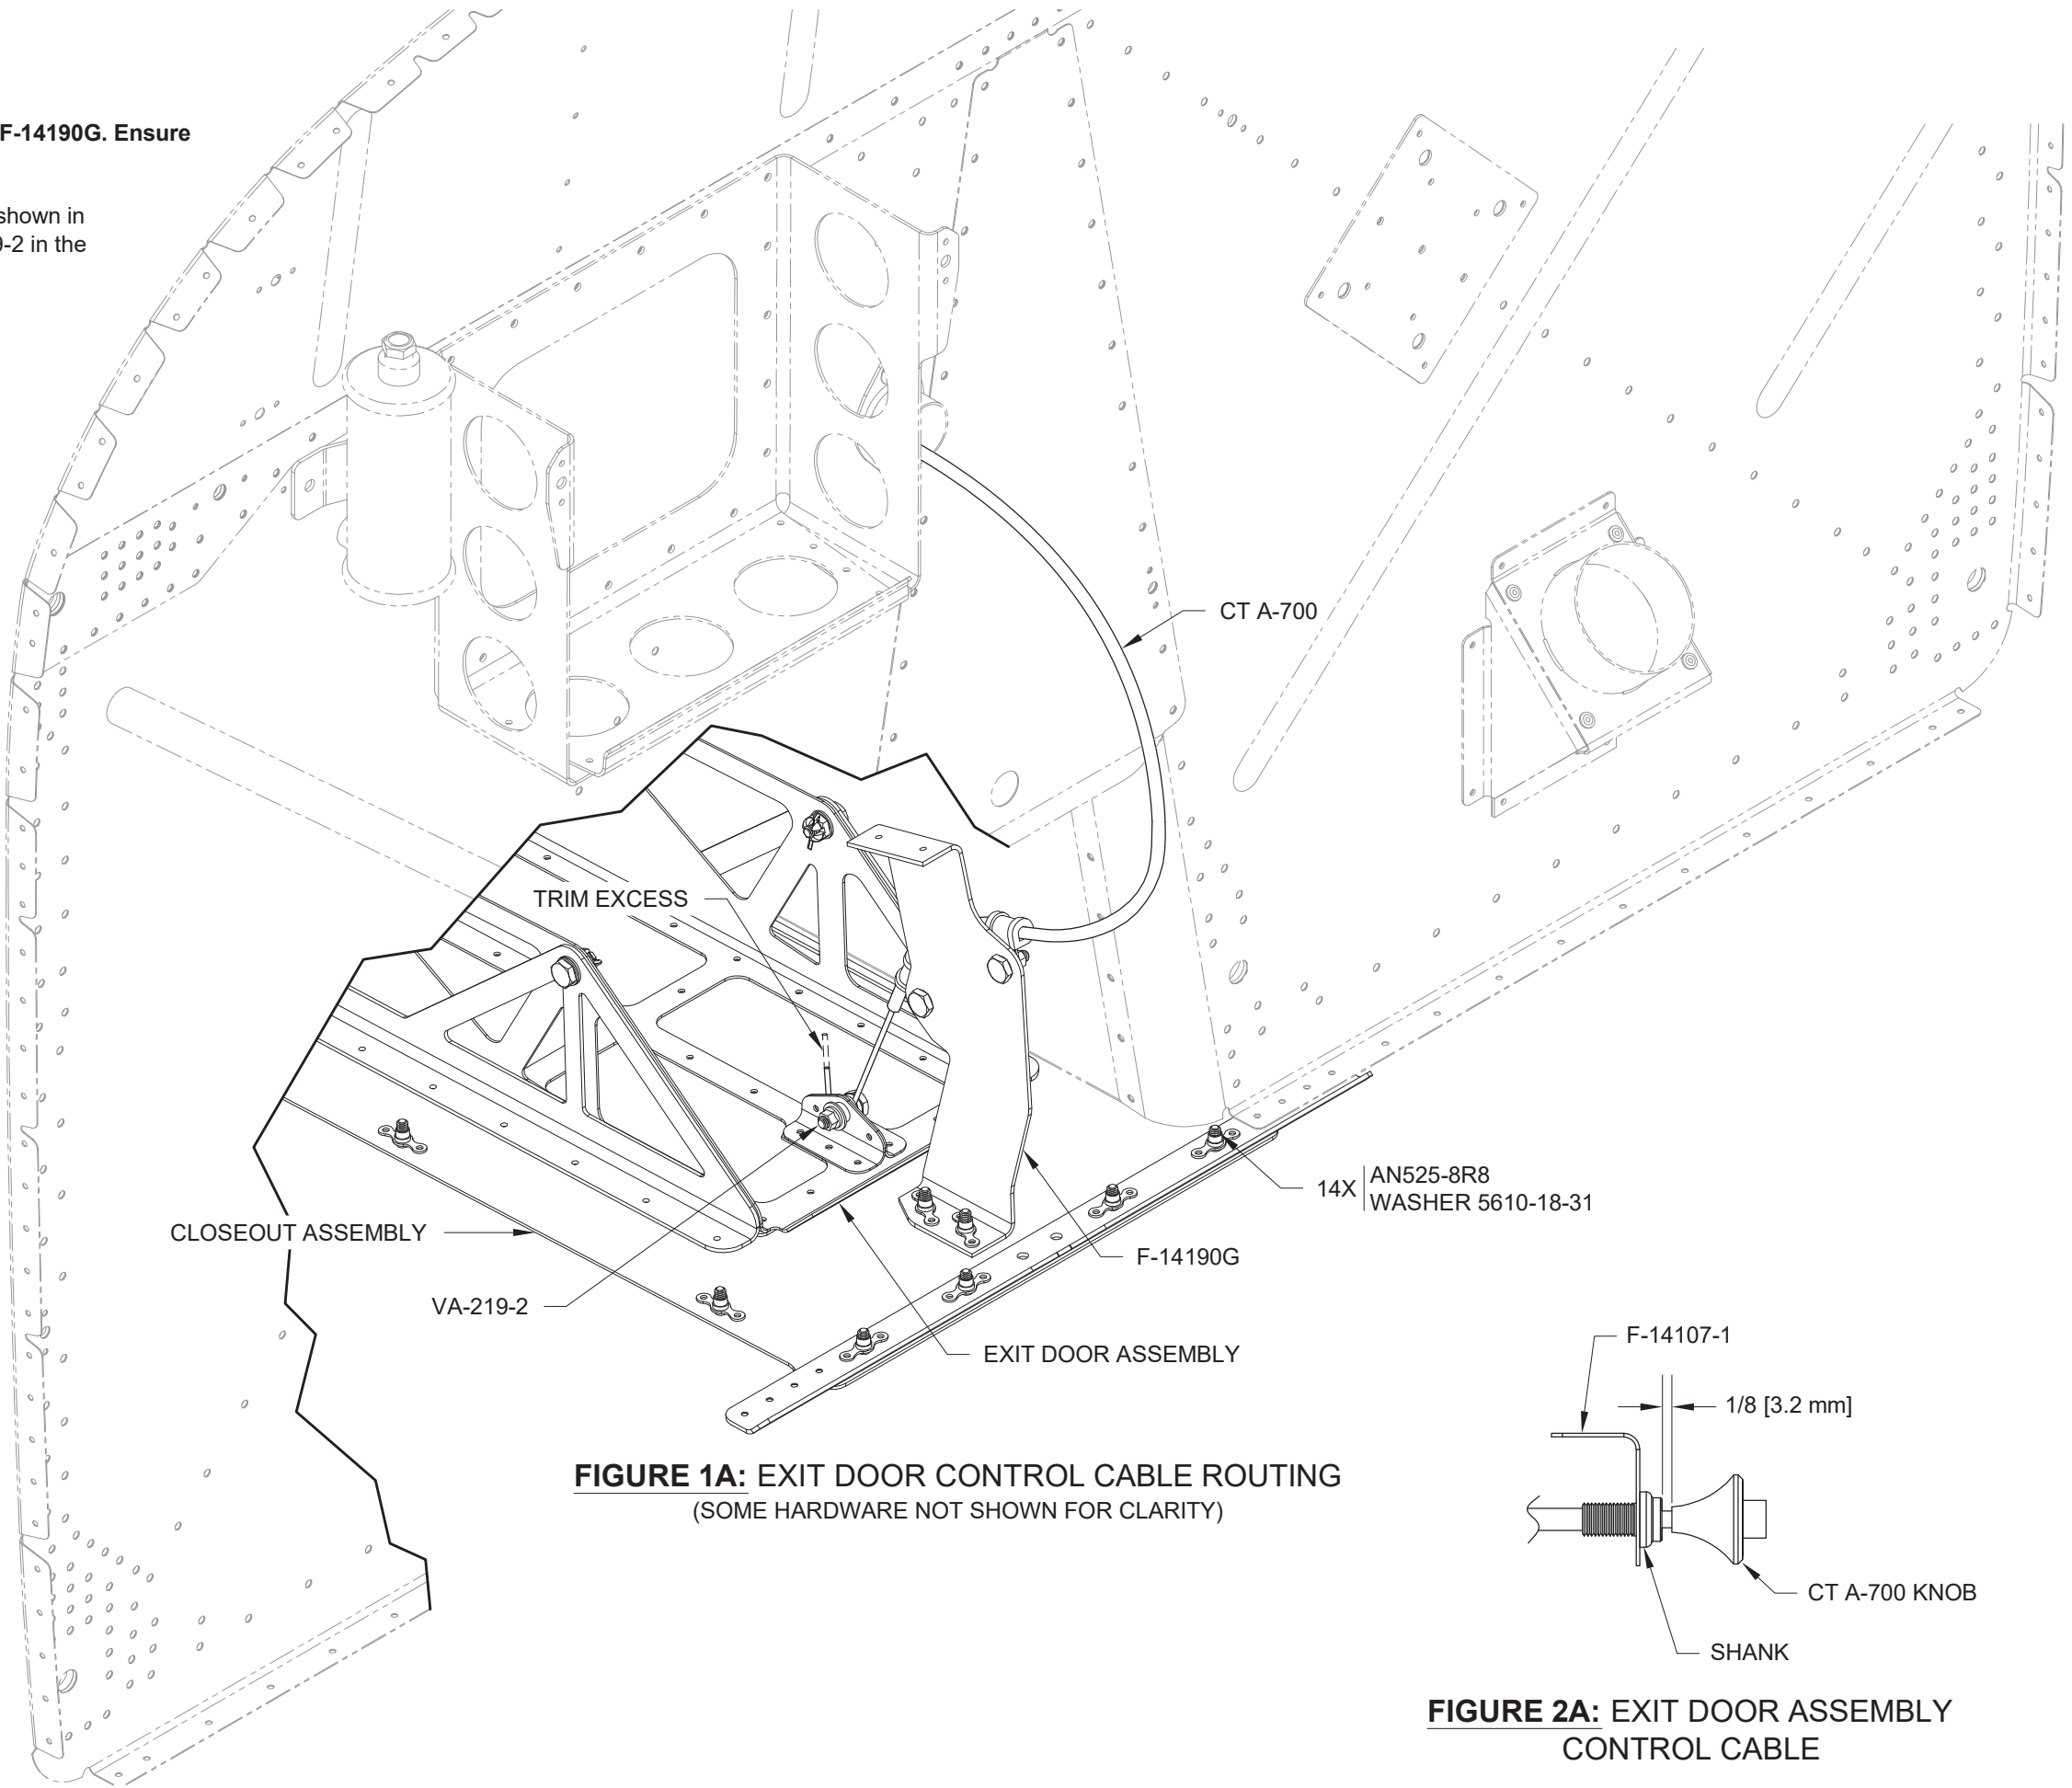 F-14190G. Ensure
shown in
9-2 in the
CT A-700
TRIM EXCESS
14X AN525-8R8
WASHER 5610-18-31
CLOSEOUT ASSEMBLY
F-14190G
VA-219-2
EXIT DOOR ASSEMBLY
FIGURE 1A: EXIT DOOR CONTROL CABLE ROUTING
(SOME HARDWARE NOT SHOWN FOR CLARITY)
F-14107-1
1/8 [3.2 mm]
CT A-700 KNOB
SHANK
FIGURE 2A: EXIT DOOR ASSEMBLY
CONTROL CABLE